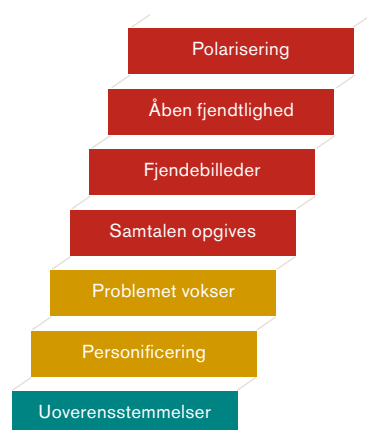 Polarisering
Åben fjendtlighed
Fjendebilleder
Samtalen opgives
Problemet vokser
Personificering
Uoverensstemmelser